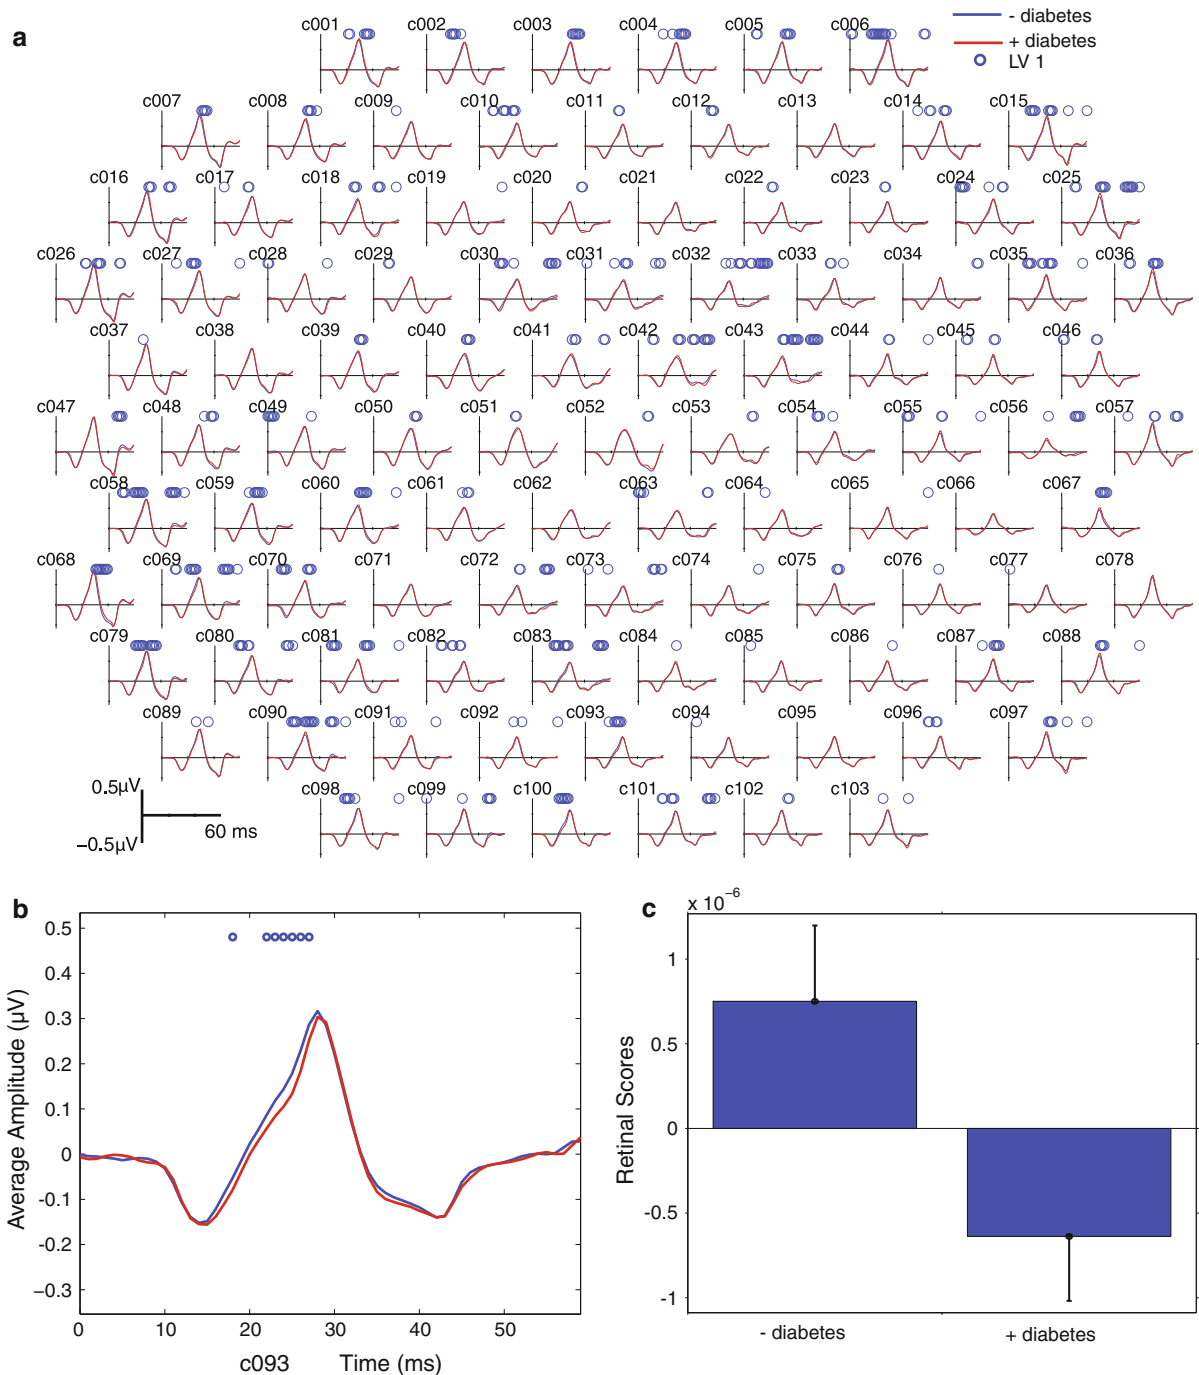 a
- diabetes
+ diabetes
LV 1
c001 c002 c003 c004 c005 c006
c007 c008 c009 c010 c011 c012 c013 c014 c015
c016 c017 c018 c019 c020 c021 c022 c023 c024 c025
c026 c027 c028 c029 c030 c031 c032 c033 c034 c035 c036
c037 c038 c039 c040 c041 c042 c043 c044 c045 c046
c047 c048 c049 c050 c051 c052 c053 c054 c055 c056 c057
c058 c059 c060 c061 c062 c063 c064 c065 c066 c067
c068 c069 c070 c071 c072 c073 c074 c075 c076 c077 c078
c079 c080 c081 c082 c083 c084 c085 c086 c087 c088
c089 c090 c091 c092 c093 c094 c095 c096 c097
c098 c099 c100 c101 c102 c103
0.5µV
60 ms
−0.5µV
b
0.5
0.4
0.3
0.2
0.1
0
-0.1
-0.2
−0.3
Average Amplitude (µV)
0 10 20 30 40 50
c093 Time (ms)
c
x 10⁻⁶
1
0.5
0
-0.5
-1
Retinal Scores
- diabetes + diabetes